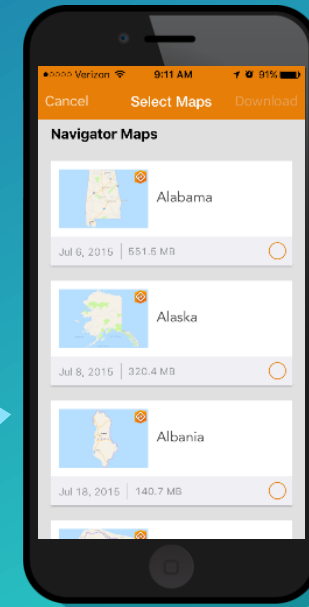 Verizon 9:11 AM 91%
Cancel Select Maps Download
Navigator Maps
Alabama
Jul 6, 2015 | 551.5 MB
Alaska
Jul 8, 2015 | 320.4 MB
Albania
Jul 18, 2015 | 140.7 MB